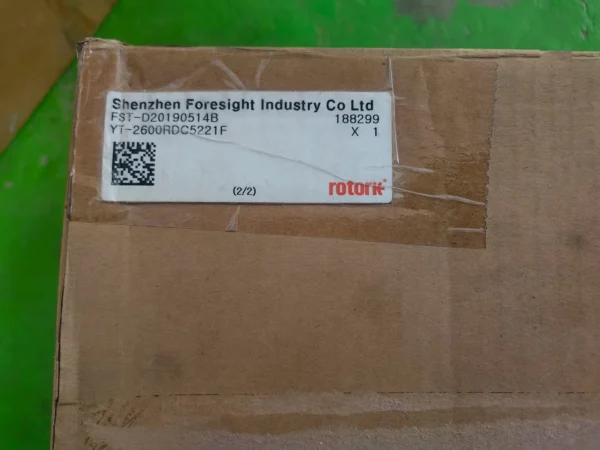 Shenzhen Foresight Industry Co Ltd
FST-D20190514B 188299
YT-2600RDC5221F X 1
(2/2) rotork